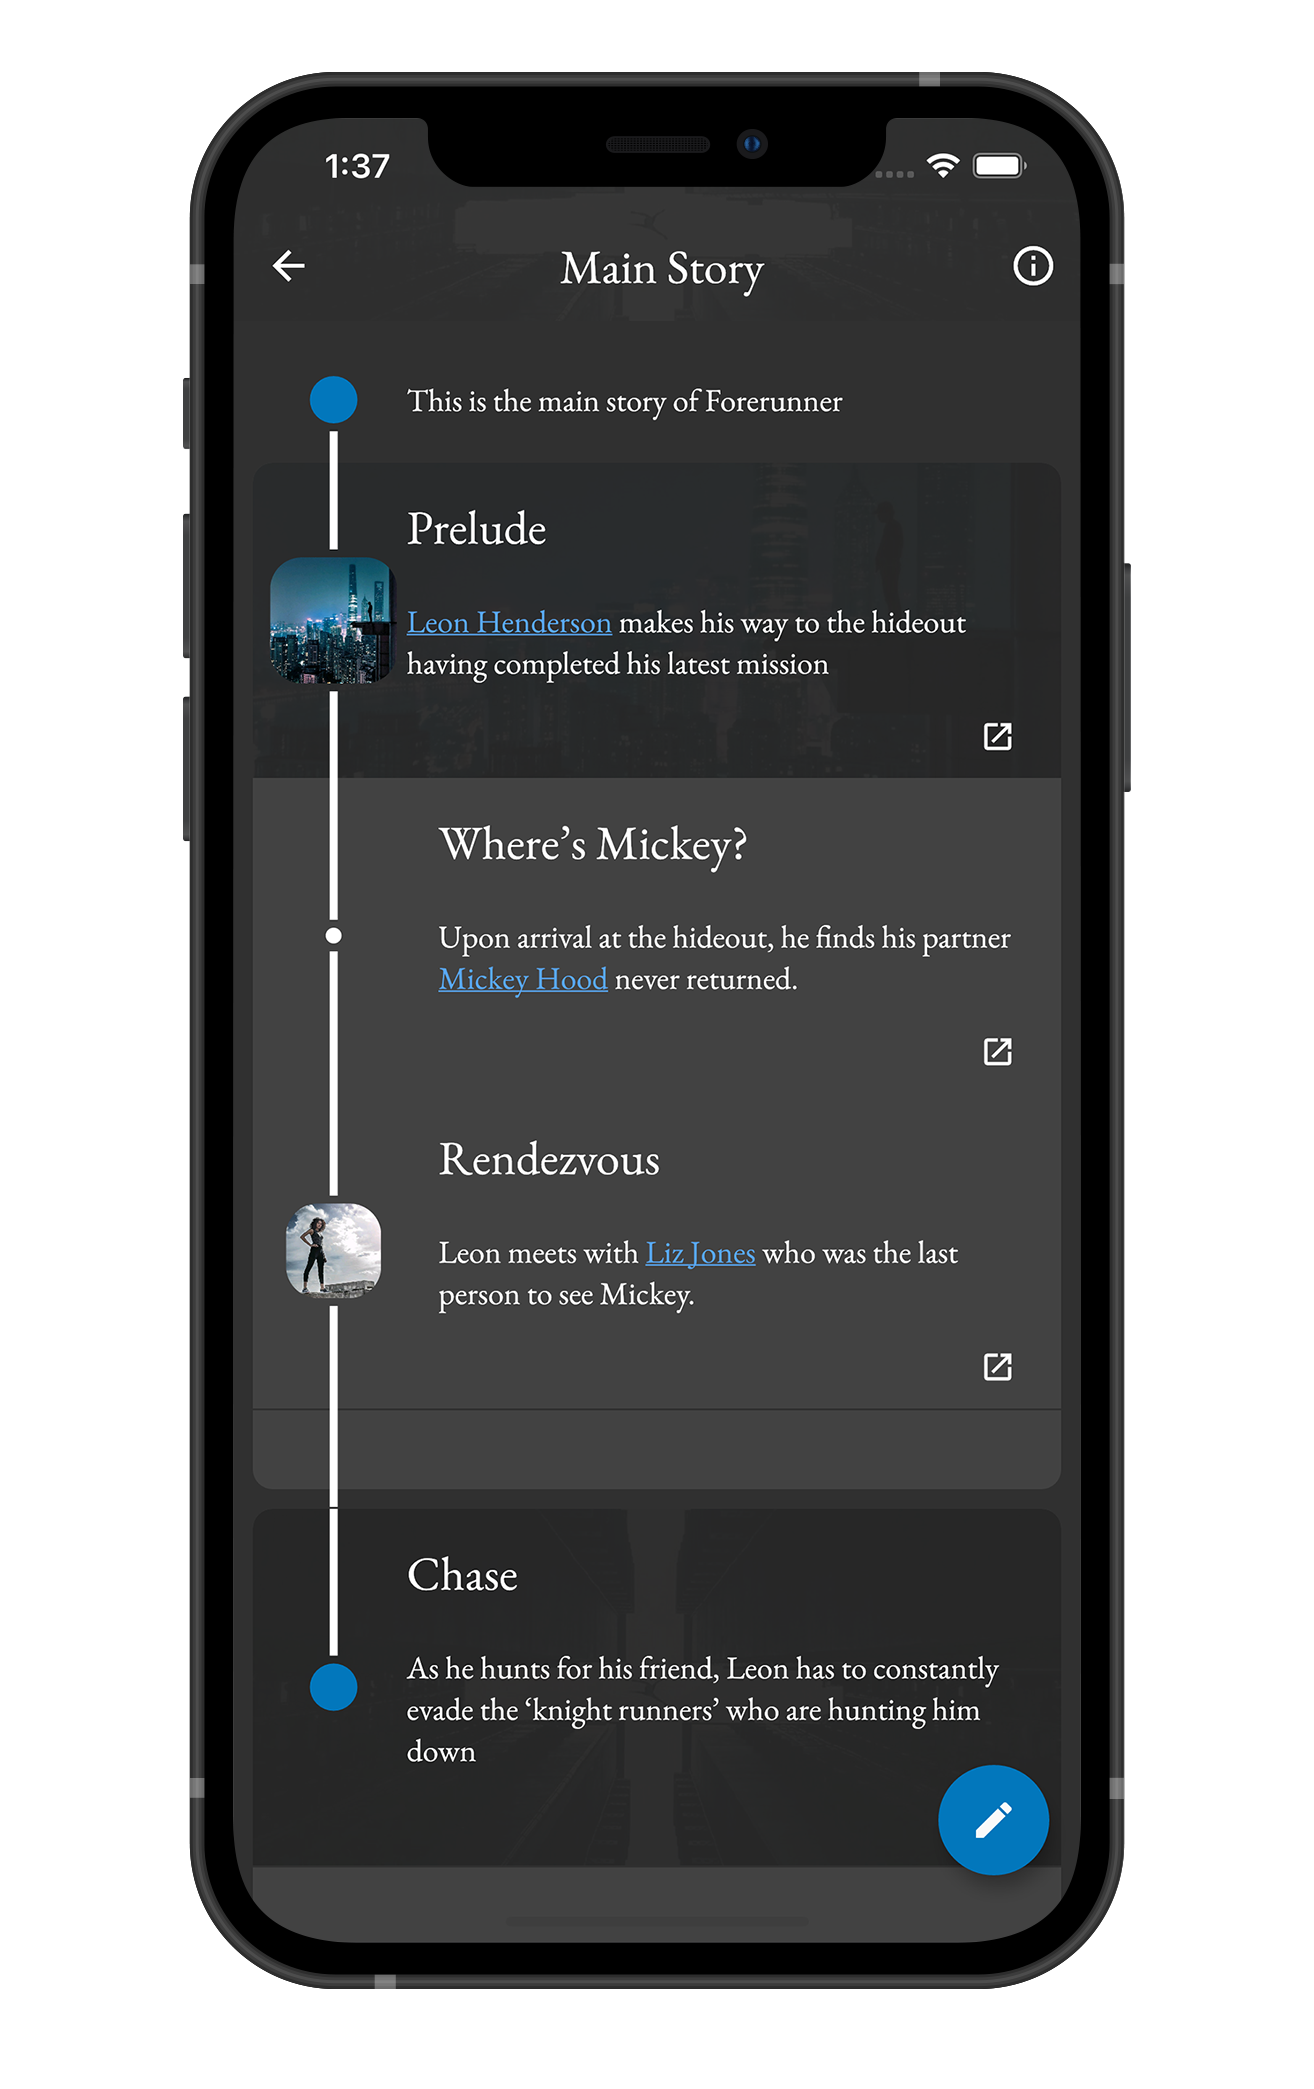 1:37
Main Story
This is the main story of Forerunner
Prelude
Leon Henderson makes his way to the hideout
having completed his latest mission
Where’s Mickey?
Upon arrival at the hideout, he finds his partner
Mickey Hood never returned.
Rendezvous
Leon meets with Liz Jones who was the last
person to see Mickey.
Chase
As he hunts for his friend, Leon has to constantly
evade the ‘knight runners’ who are hunting him
down